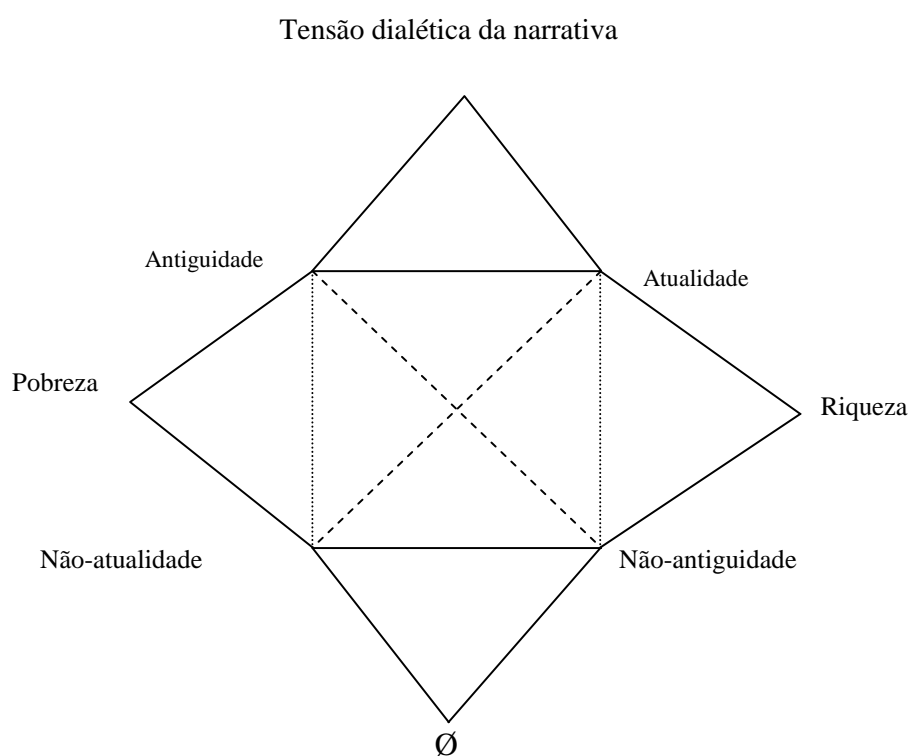 Tensão dialética da narrativa
Antiguidade
Atualidade
Pobreza
Riqueza
Não-atualidade
Não-antiguidade
Ø